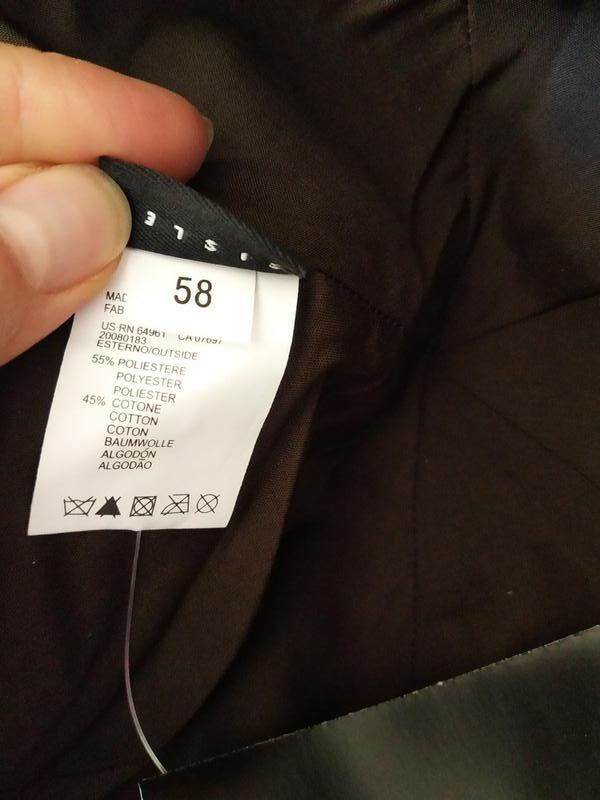 58
MAD
FAB
US RN 64961 CA 07697
20080183
ESTERNO/OUTSIDE
55% POLIESTERE
POLYESTER
POLIESTER
45% COTONE
COTTON
COTON
BAUMWOLLE
ALGODÓN
ALGODÃO